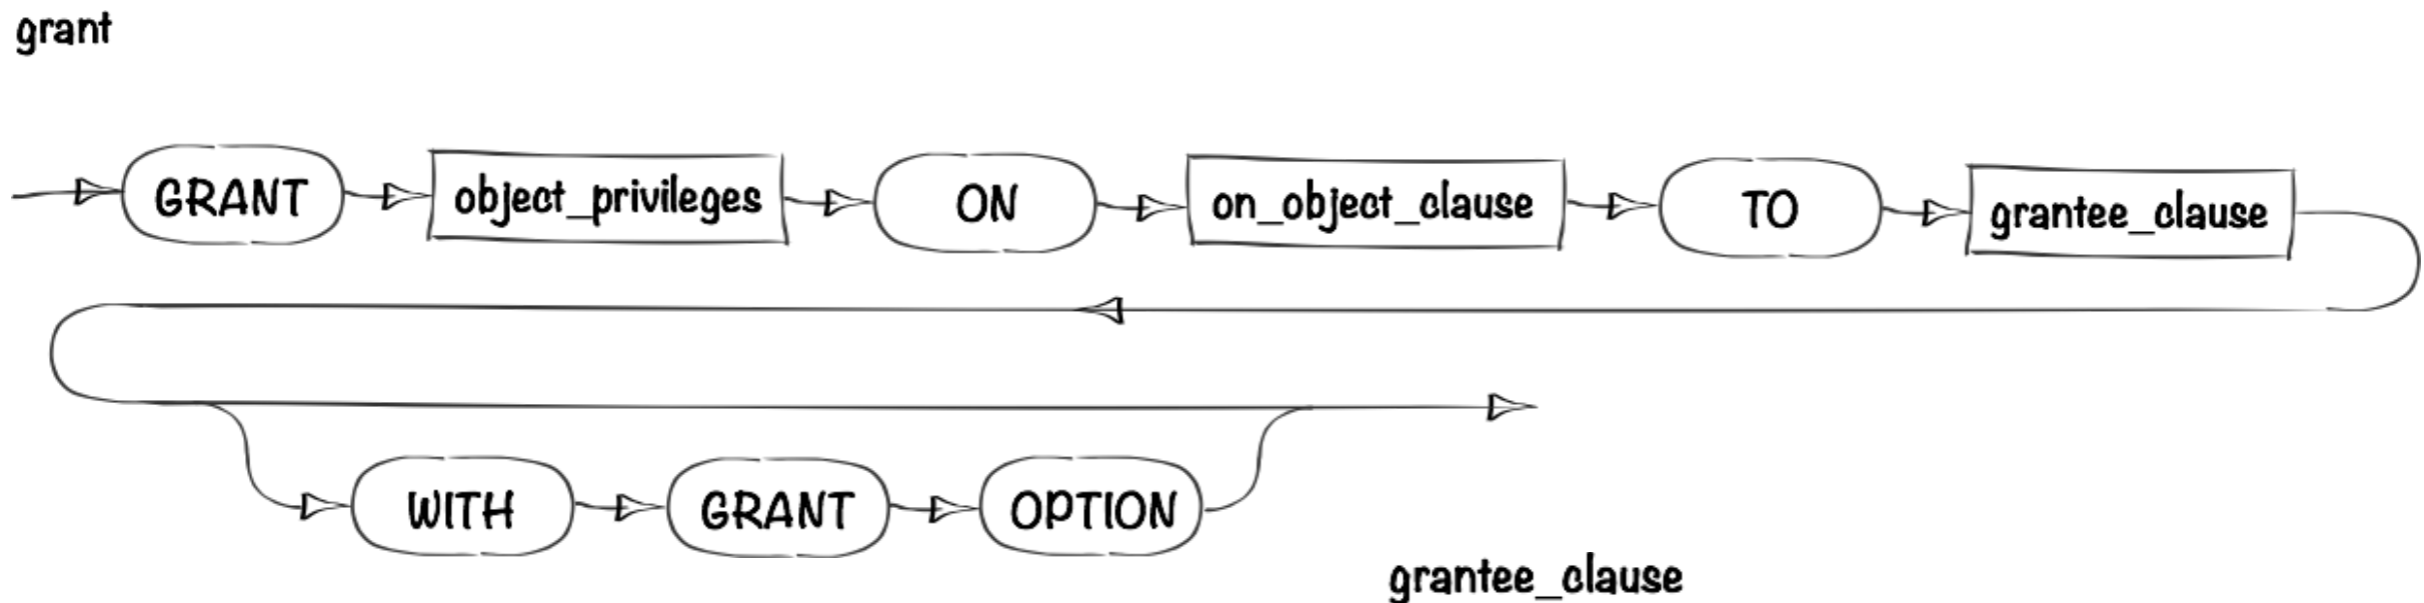 grant
GRANT object_privileges ON on_object_clause TO grantee_clause
WITH GRANT OPTION
grantee_clause